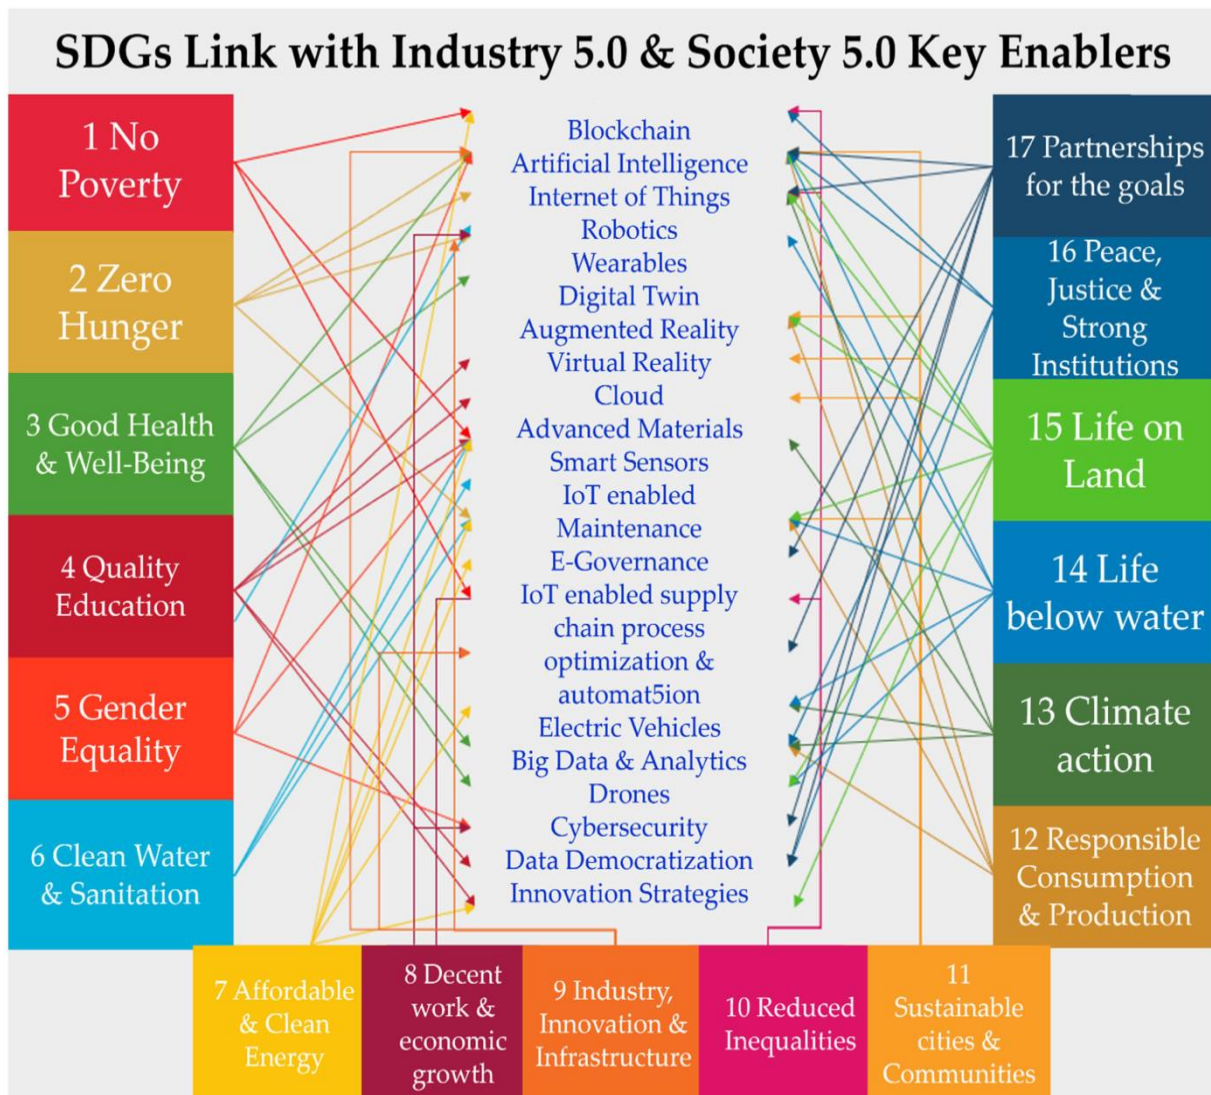 SDGs Link with Industry 5.0 & Society 5.0 Key Enablers
1 No
Poverty
2 Zero
Hunger
3 Good Health
& Well-Being
4 Quality
Education
5 Gender
Equality
6 Clean Water
& Sanitation
Blockchain
Artificial Intelligence
Internet of Things
Robotics
Wearables
Digital Twin
Augmented Reality
Virtual Reality
Cloud
Advanced Materials
Smart Sensors
IoT enabled
Maintenance
E-Governance
IoT enabled supply
chain process
optimization &
automat5ion
Electric Vehicles
Big Data & Analytics
Drones
Cybersecurity
Data Democratization
Innovation Strategies
17 Partnerships
for the goals
16 Peace,
Justice &
Strong
Institutions
15 Life on
Land
14 Life
below water
13 Climate
action
12 Responsible
Consumption
& Production
7 Affordable
& Clean
Energy
8 Decent
work &
economic
growth
9 Industry,
Innovation &
Infrastructure
10 Reduced
Inequalities
11
Sustainable
cities &
Communities